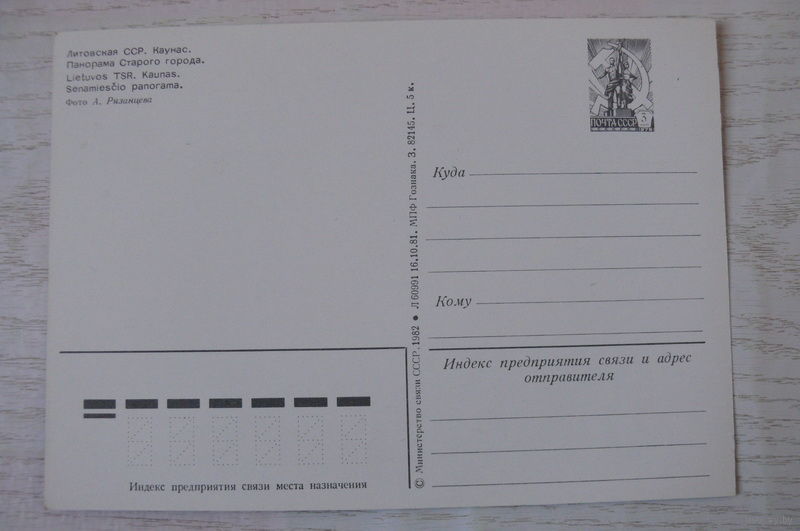 Литовская ССР. Каунас.
Панорама Старого города.
Lietuvos TSR. Kaunas.
Senamiesčio panorama.
Фото А. Рязанцева
© Министерство связи СССР. 1982 ● Л 60991 16.10.81. МПФ Гознака. З. 82145. Ц. 5 к.
ПОЧТА СССР 3
Куда
Кому
Индекс предприятия связи и адрес
отправителя
Индекс предприятия связи места назначения